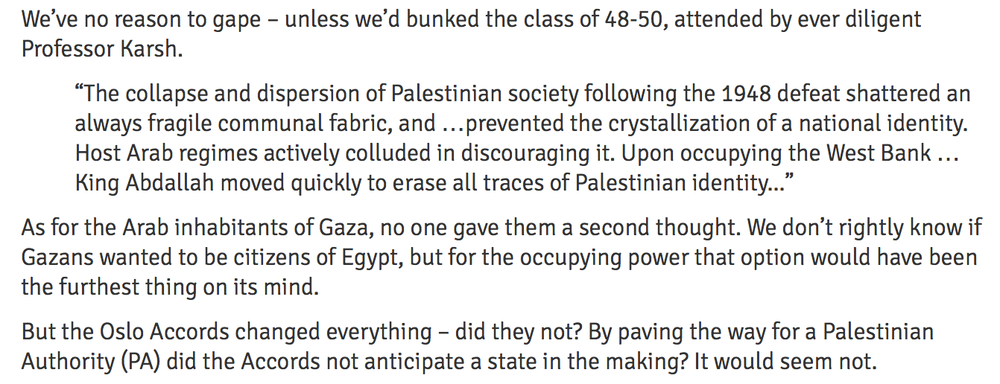 We’ve no reason to gape – unless we’d bunked the class of 48-50, attended by ever diligent
Professor Karsh.
“The collapse and dispersion of Palestinian society following the 1948 defeat shattered an
always fragile communal fabric, and …prevented the crystallization of a national identity.
Host Arab regimes actively colluded in discouraging it. Upon occupying the West Bank …
King Abdallah moved quickly to erase all traces of Palestinian identity…”
As for the Arab inhabitants of Gaza, no one gave them a second thought. We don’t rightly know if
Gazans wanted to be citizens of Egypt, but for the occupying power that option would have been
the furthest thing on its mind.
But the Oslo Accords changed everything – did they not? By paving the way for a Palestinian
Authority (PA) did the Accords not anticipate a state in the making? It would seem not.